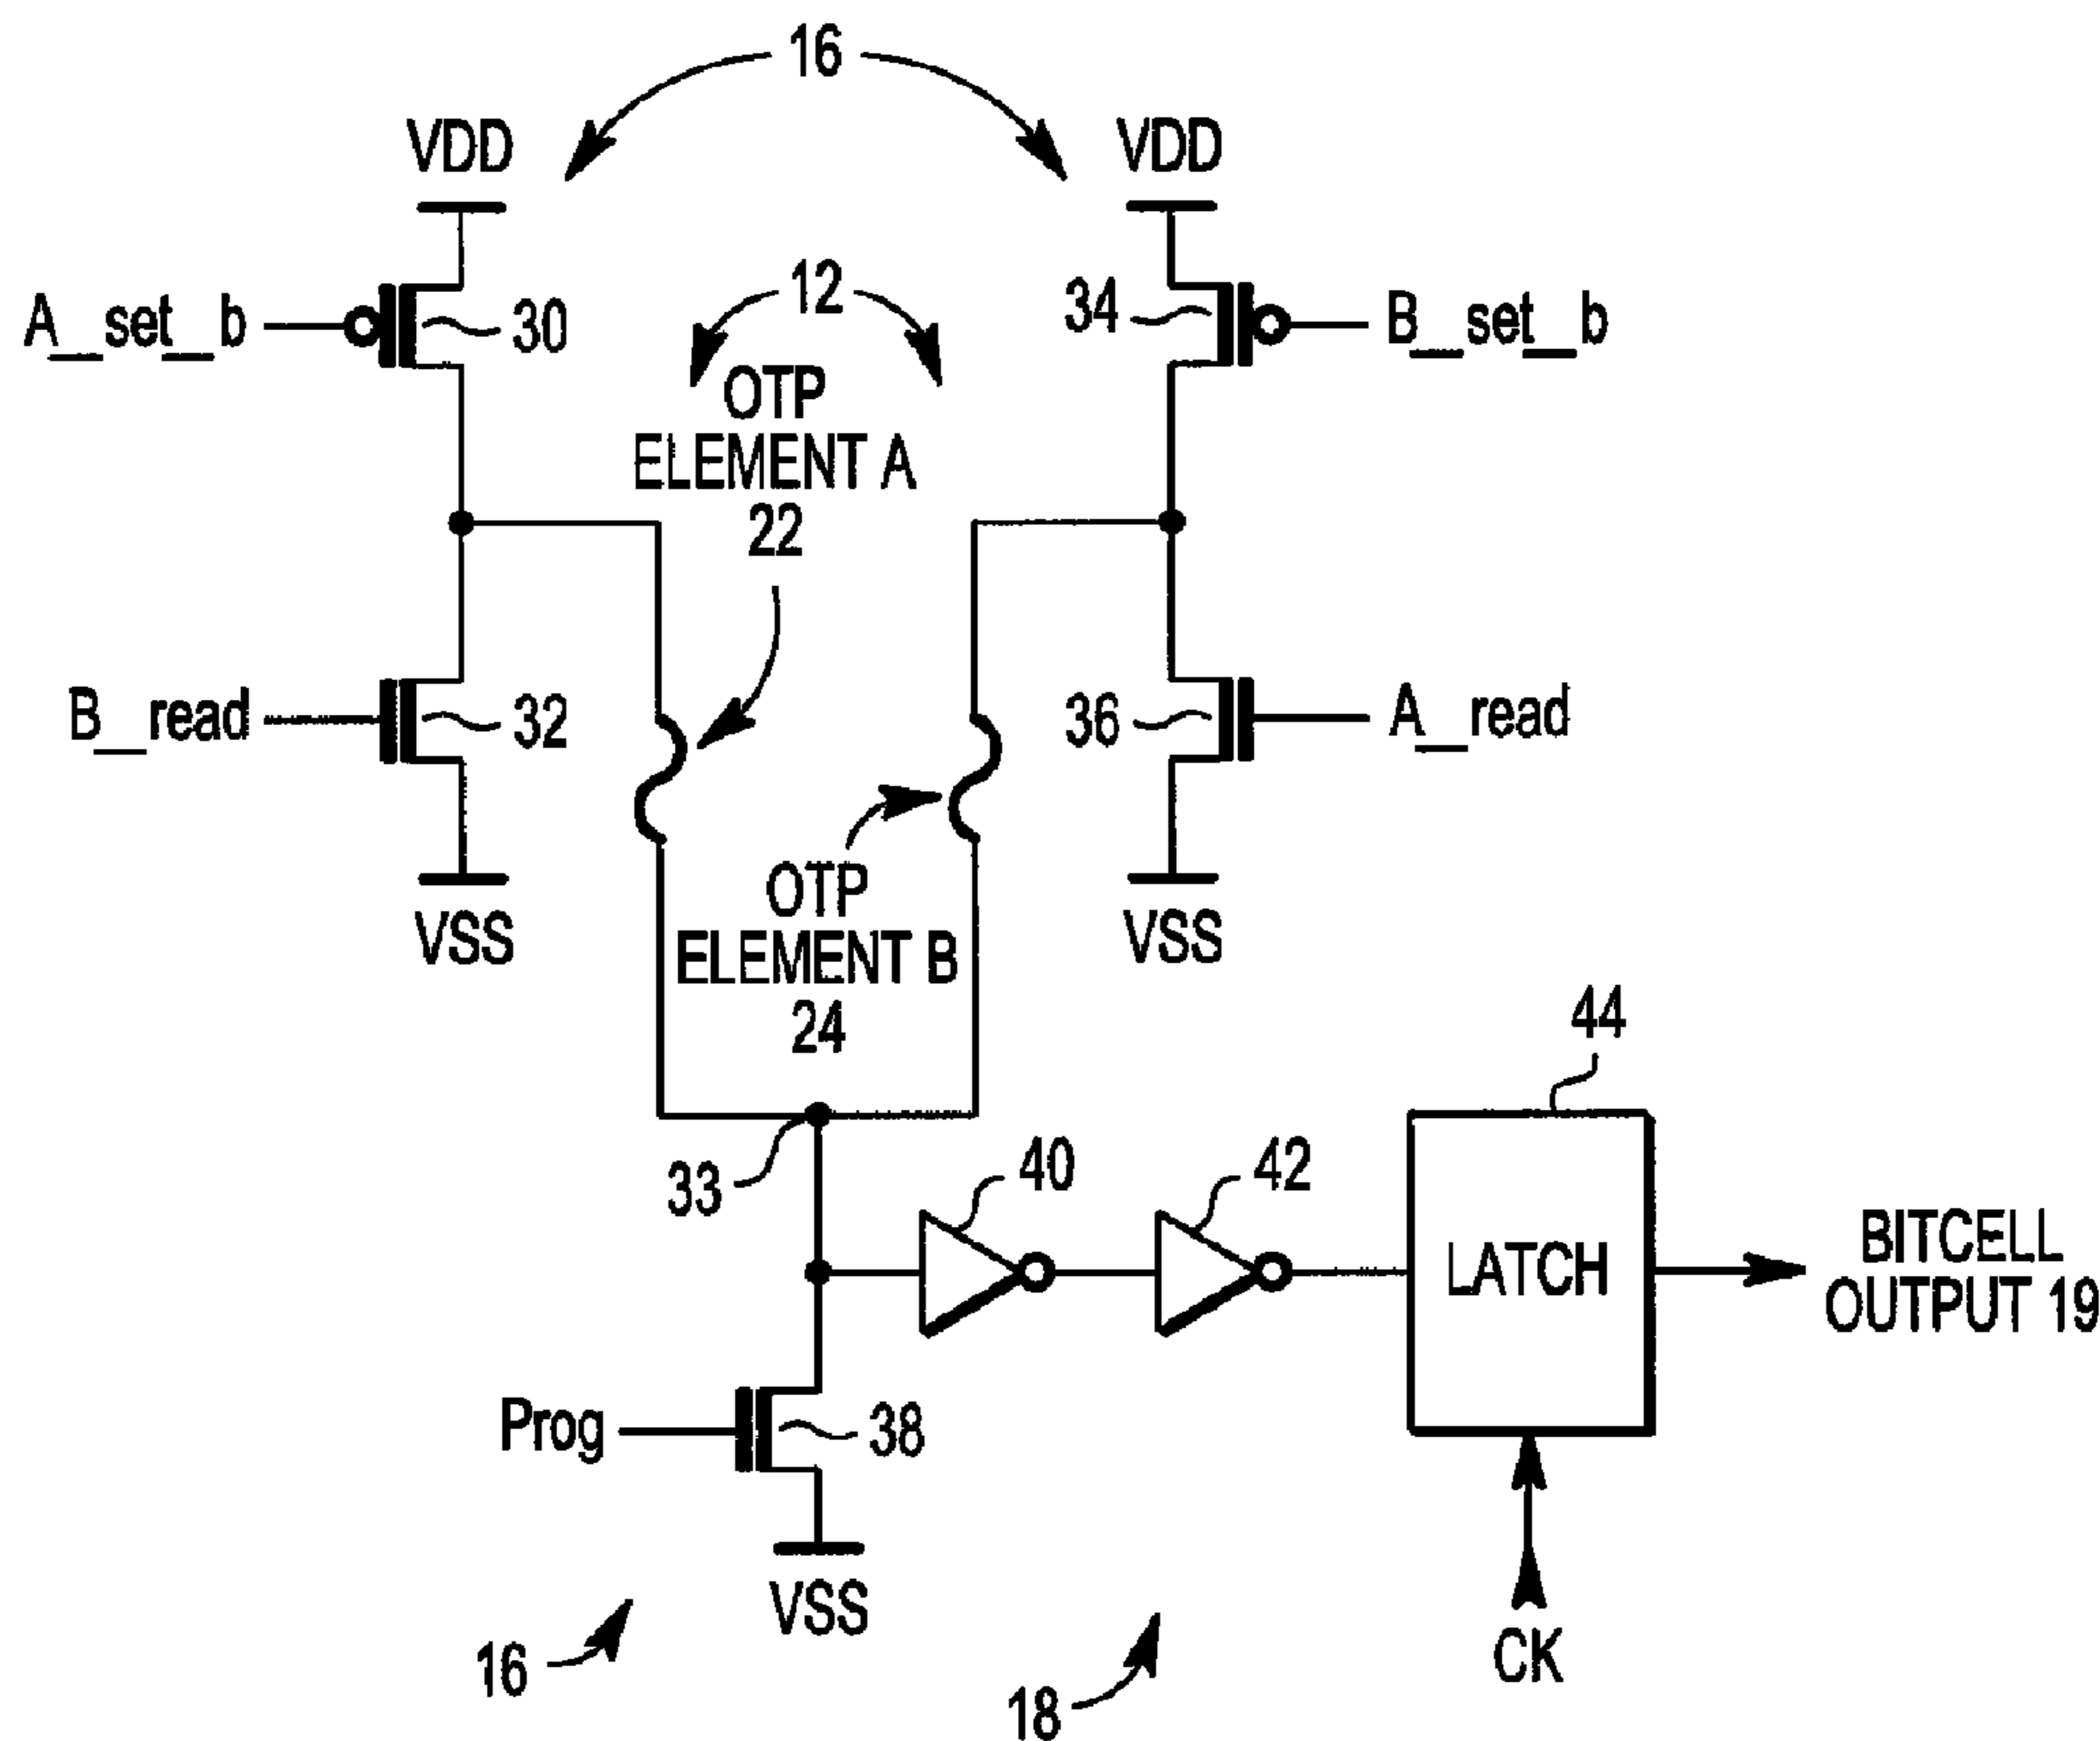 16
VDD
VDD
A_set_b
30
12
34
B_set_b
OTP
ELEMENT A
22
B_read
32
36
A_read
VSS
VSS
OTP
ELEMENT B
24
44
33
40
42
LATCH
BITCELL
OUTPUT 19
Prog
38
VSS
CK
16
18